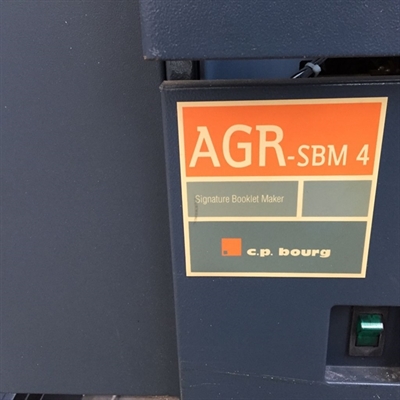 AGR-SBM 4
Signature Booklet Maker
c.p. bourg